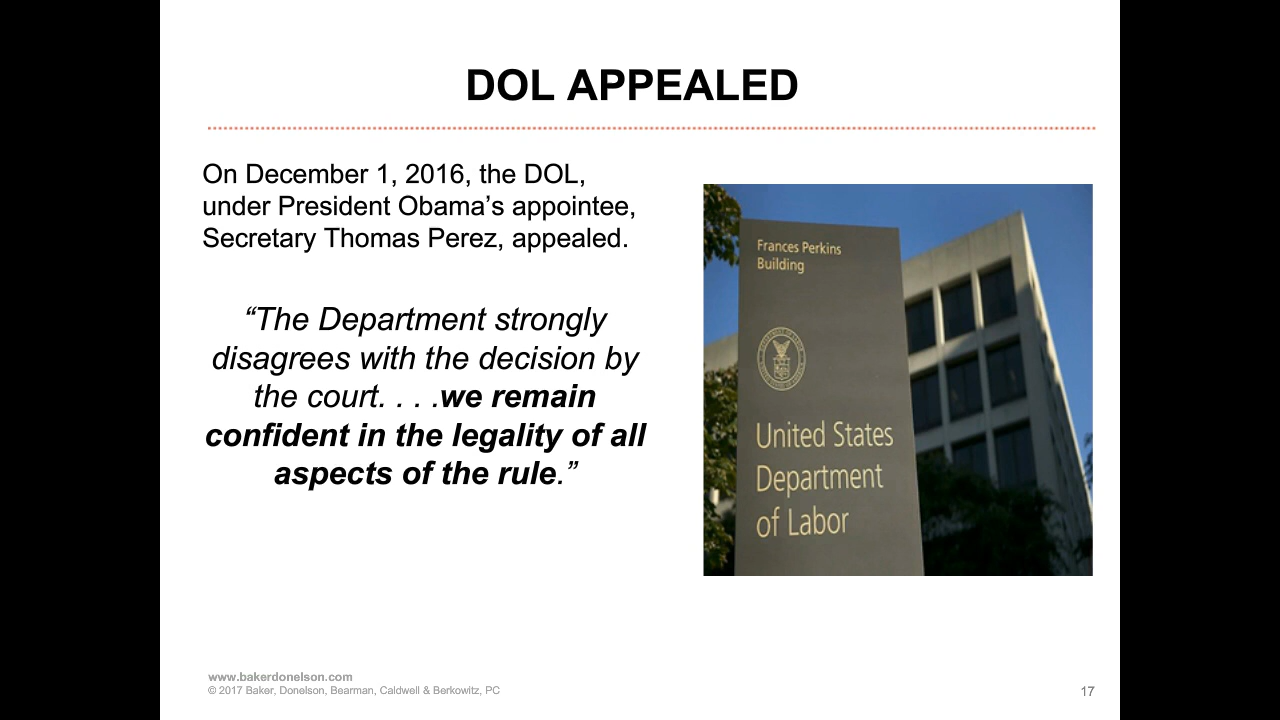 DOL APPEALED
On December 1, 2016, the DOL,
under President Obama’s appointee,
Secretary Thomas Perez, appealed.
“The Department strongly
disagrees with the decision by
the court. . . .we remain
confident in the legality of all
aspects of the rule.”
Frances Perkins
Building
United States
Department
of Labor
www.bakerdonelson.com
© 2017 Baker, Donelson, Bearman, Caldwell & Berkowitz, PC
17